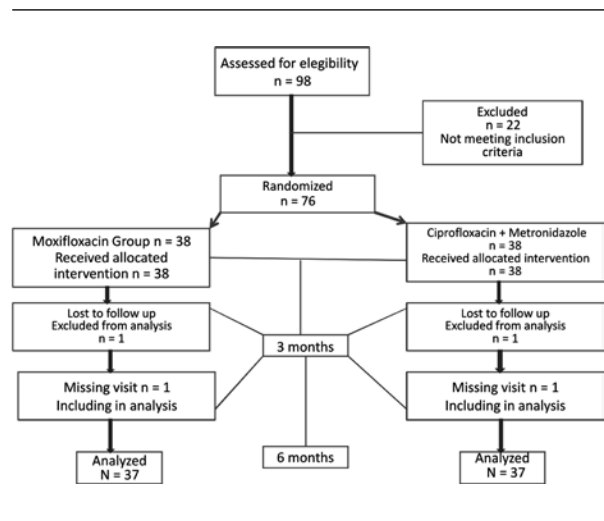 Assessed for elegibility
n = 98
Excluded
n = 22
Not meeting inclusion
criteria
Randomized
n = 76
Moxifloxacin Group n = 38
Received allocated
intervention n = 38
Ciprofloxacin + Metronidazole
n = 38
Received allocated intervention
n = 38
Lost to follow up
Excluded from analysis
n = 1
3 months
Lost to follow up
Excluded from analysis
n = 1
Missing visit n = 1
Including in analysis
Missing visit n = 1
Including in analysis
Analyzed
N = 37
6 months
Analyzed
N = 37